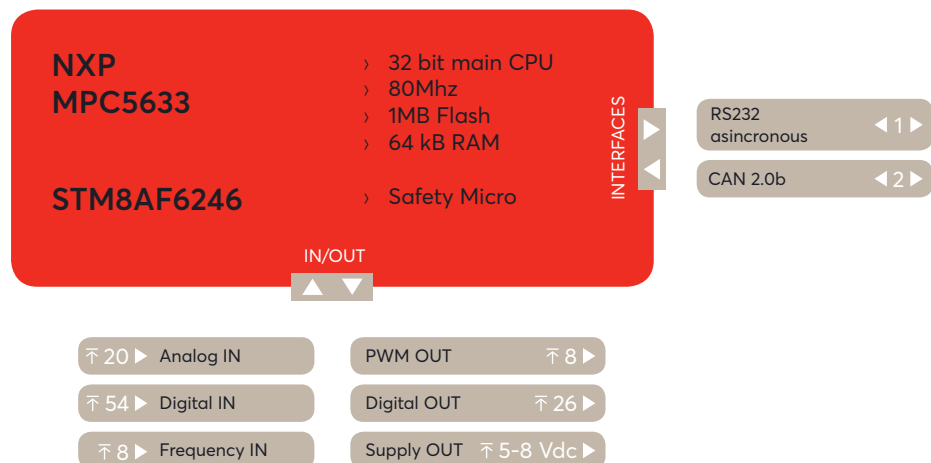 NXP
MPC5633
› 32 bit main CPU
› 80Mhz
› 1MB Flash
› 64 kB RAM
STM8AF6246
› Safety Micro
INTERFACES
RS232
asincronous
1
CAN 2.0b
2
IN/OUT
20 Analog IN
PWM OUT 8
54 Digital IN
Digital OUT 26
8 Frequency IN
Supply OUT 5-8 Vdc